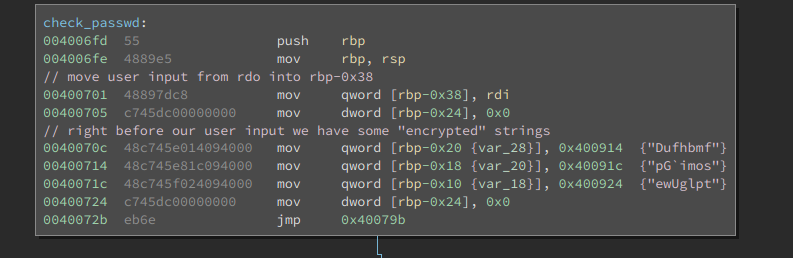 check_passwd:
004006fd 55 push rbp
004006fe 4889e5 mov rbp, rsp
// move user input from rdo into rbp-0x38
00400701 48897dc8 mov qword [rbp-0x38], rdi
00400705 c745dc00000000 mov dword [rbp-0x24], 0x0
// right before our user input we have some "encrypted" strings
0040070c 48c745e014094000 mov qword [rbp-0x20 {var_28}], 0x400914 {"Dufhbmf"}
00400714 48c745e81c094000 mov qword [rbp-0x18 {var_20}], 0x40091c {"pG`imos"}
0040071c 48c745f024094000 mov qword [rbp-0x10 {var_18}], 0x400924 {"ewUglpt"}
00400724 c745dc00000000 mov dword [rbp-0x24], 0x0
0040072b eb6e jmp 0x40079b